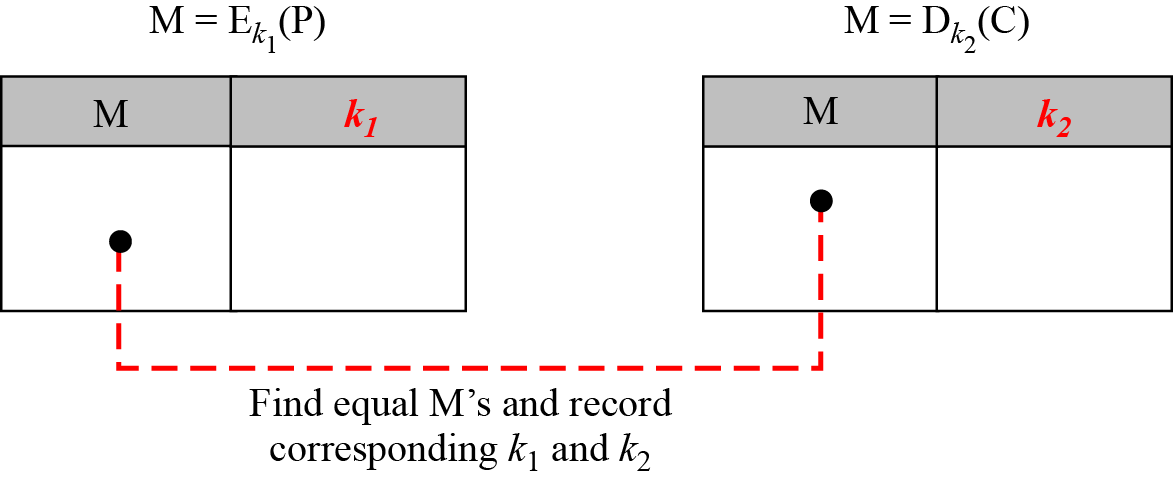 M = E_{k_1}(P)
M = D_{k_2}(C)
M k_1
M k_2
Find equal M’s and record
corresponding k_1 and k_2